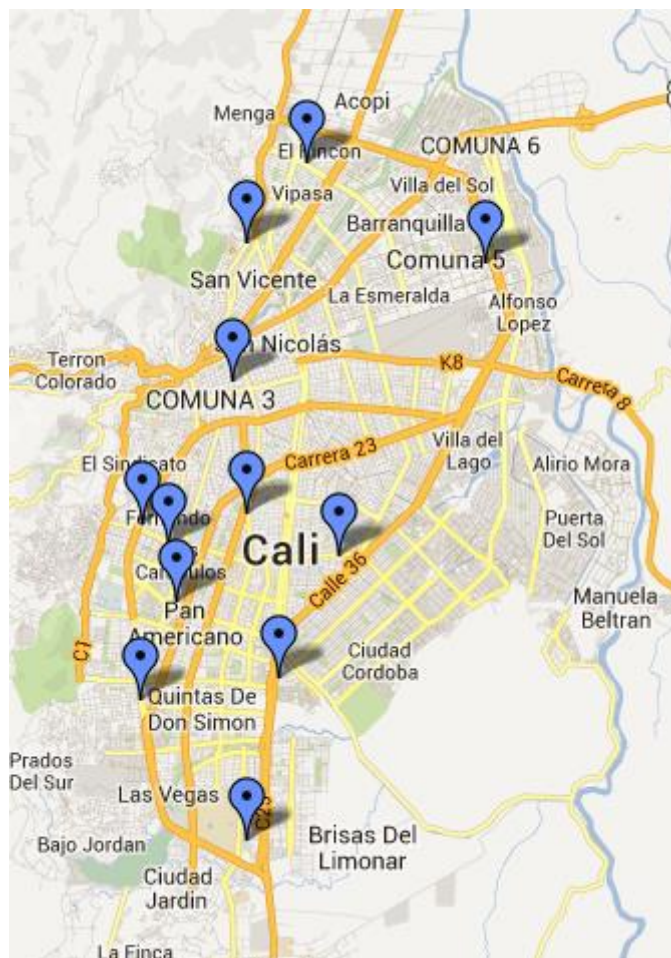 Acopi
Menga
COMUNA 6
El Rincon
Villa del Sol
Vipasa
Barranquilla
Comuna 5
San Vicente
La Esmeralda
Alfonso
Lopez
Nicolás
Terron
Colorado
K8
Carrera 8
COMUNA 3
Carrera 23
Villa del
Lago
El Sindicato
Alirio Mora
Puerta
Del Sol
Cali
Calle 36
Pan
Americano
Manuela
Beltran
C1
Ciudad
Cordoba
Quintas De
Don Simon
Prados
Del Sur
Las Vegas
Brisas Del
Limonar
Bajo Jordan
Ciudad
Jardin
La Finca